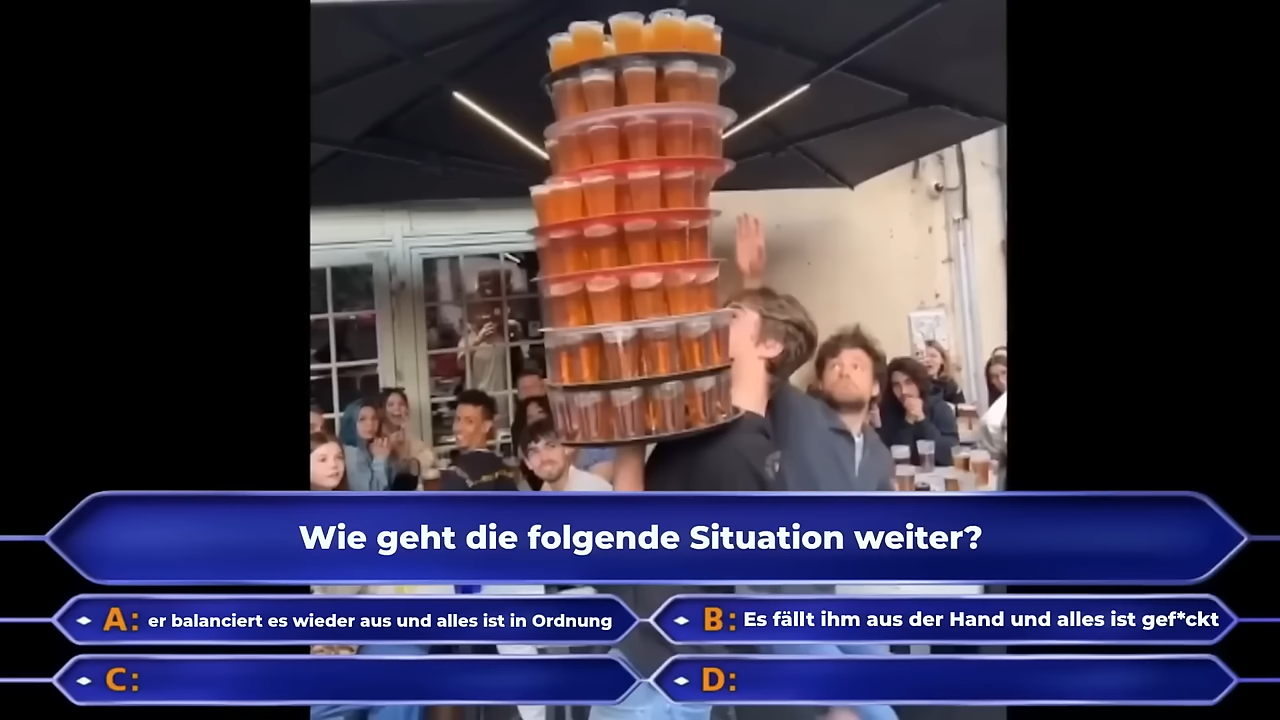 Wie geht die folgende Situation weiter?
A: er balanciert es wieder aus und alles ist in Ordnung
B: Es fällt ihm aus der Hand und alles ist gef*ckt
C:
D: